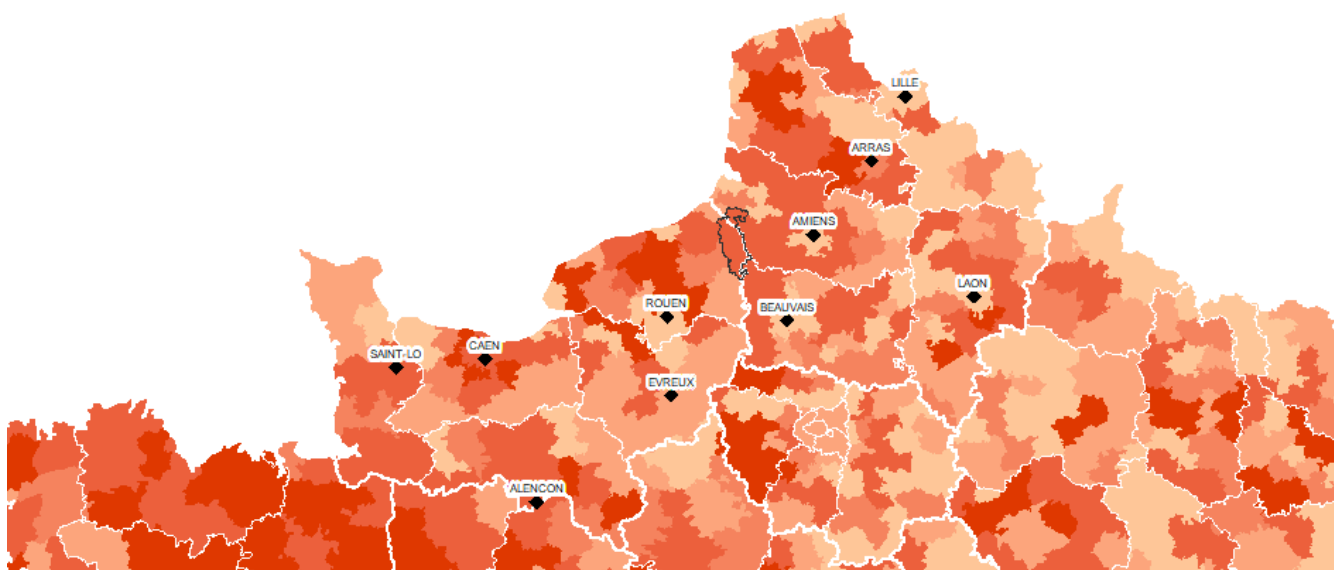 LILLE
ARRAS
AMIENS
LAON
ROUEN
BEAUVAIS
CAEN
SAINT-LO
EVREUX
ALENCON